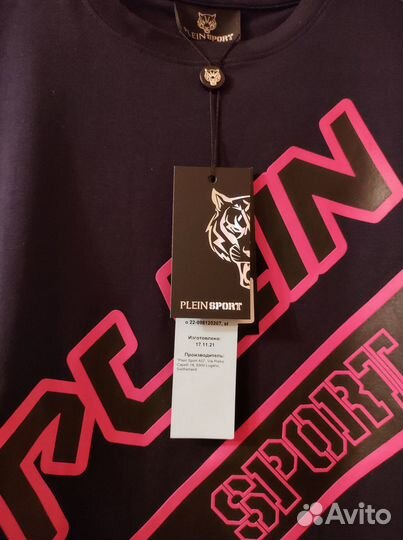 PLEIN SPORT
PLEIN
PLEIN SPORT
Изготовлено:
17.11.21
Производитель:
SPORT
Avito